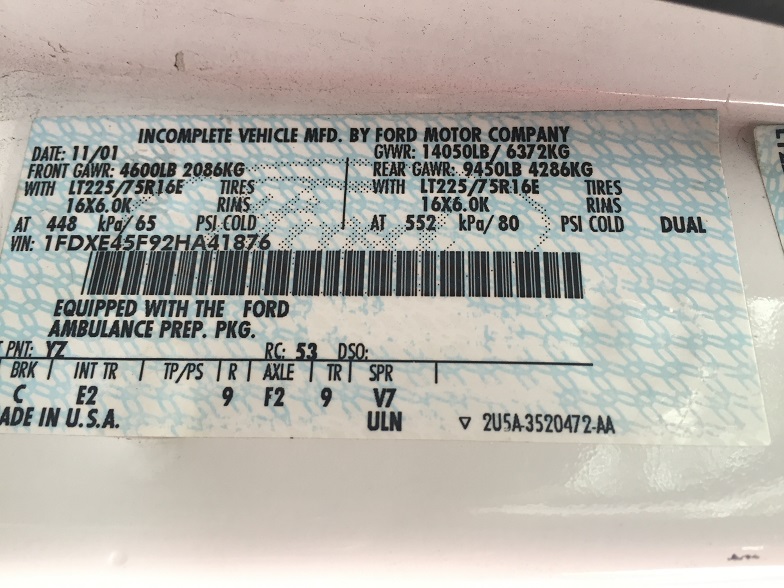 INCOMPLETE VEHICLE MFD. BY FORD MOTOR COMPANY
DATE: 11/01 GVWR: 14050LB/ 6372KG
FRONT GAWR: 4600LB 2086KG REAR GAWR: 9450LB 4286KG
WITH LT225/75R16E TIRES WITH LT225/75R16E TIRES
16X6.0K RIMS 16X6.0K RIMS
AT 448 kPa/ 65 PSI COLD AT 552 kPa/ 80 PSI COLD DUAL
VIN: 1FDXE45F92HA41876
EQUIPPED WITH THE FORD
AMBULANCE PREP. PKG.
PNT: YZ RC: 53 DSO:
BRK INT TR TP/PS R AXLE TR SPR
C E2 9 F2 9 V7
ADE IN U.S.A. ULN ▽ 2U5A-3520472-AA